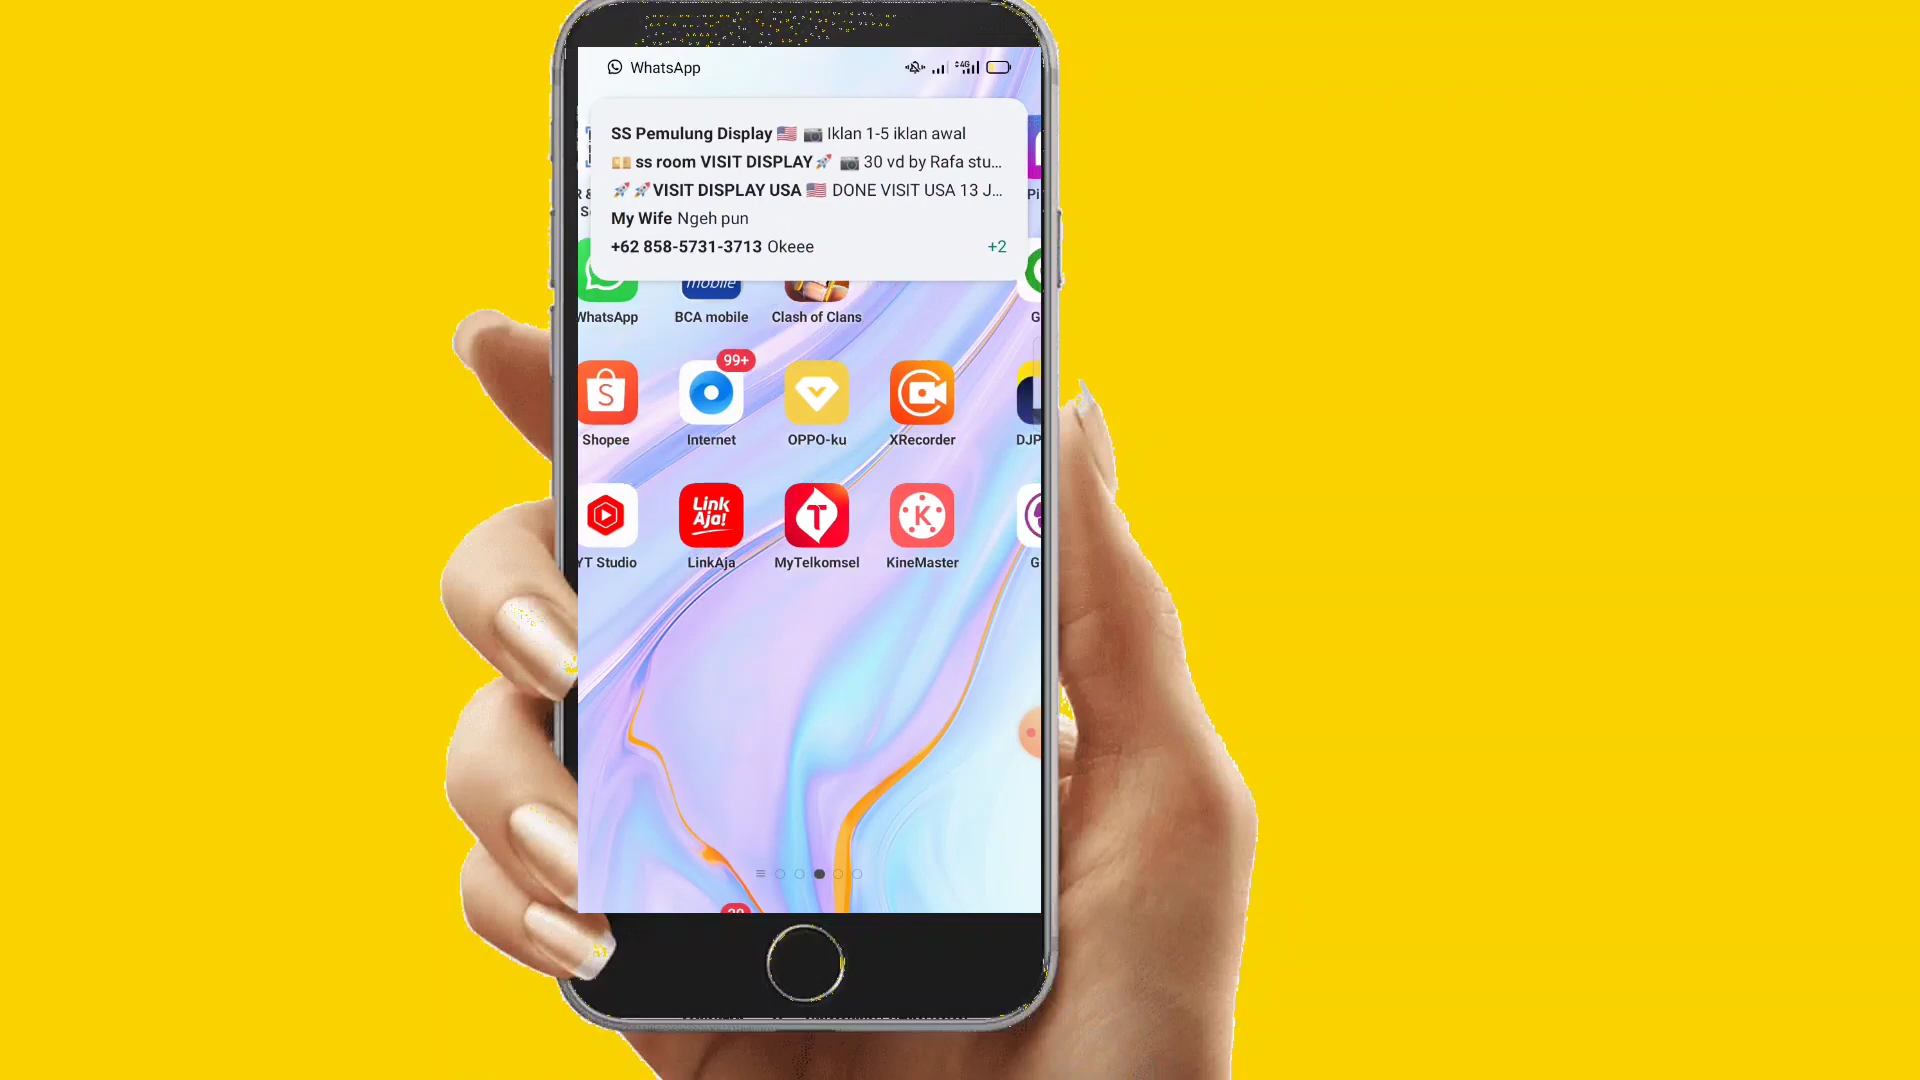 WhatsApp
4G
SS Pemulung Display 🇺🇸 📷 Iklan 1-5 iklan awal
💴 ss room VISIT DISPLAY🚀 📷 30 vd by Rafa stu...
🚀🚀VISIT DISPLAY USA 🇺🇸 DONE VISIT USA 13 J...
My Wife Ngeh pun
+62 858-5731-3713 Okeee +2
R &
Pi
S
mobile
WhatsApp BCA mobile Clash of Clans G
99+
S
Shopee Internet OPPO-ku XRecorder DJP
Link Aja! T K
YT Studio LinkAja MyTelkomsel KineMaster G